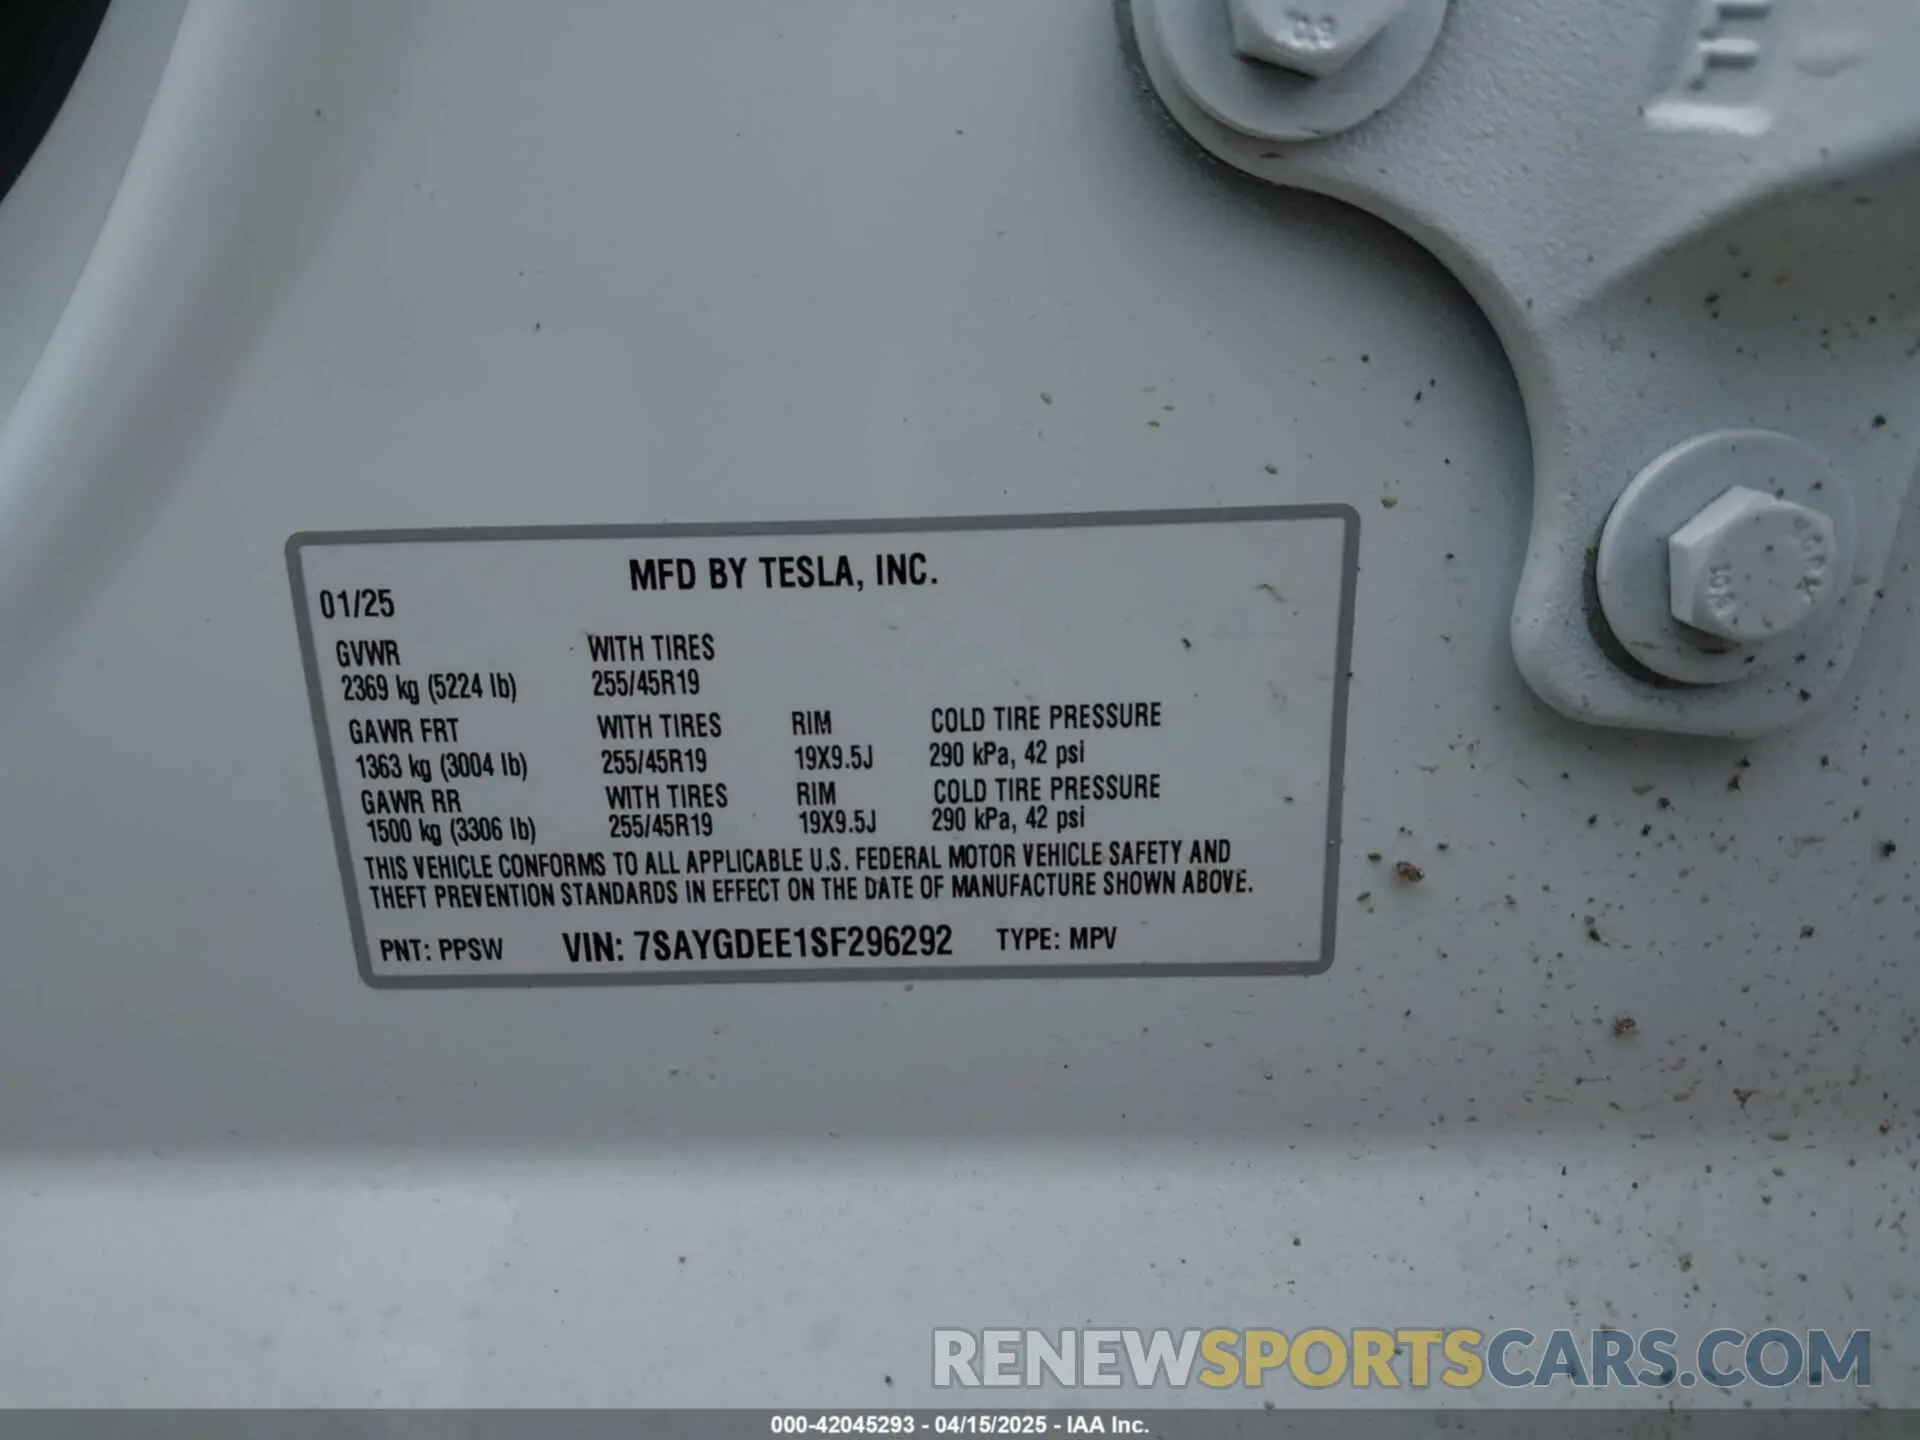 MFD BY TESLA, INC.
01/25
GVWR WITH TIRES
2369 kg (5224 lb) 255/45R19
GAWR FRT WITH TIRES RIM COLD TIRE PRESSURE
1363 kg (3004 lb) 255/45R19 19X9.5J 290 kPa, 42 psi
GAWR RR WITH TIRES RIM COLD TIRE PRESSURE
1500 kg (3306 lb) 255/45R19 19X9.5J 290 kPa, 42 psi
THIS VEHICLE CONFORMS TO ALL APPLICABLE U.S. FEDERAL MOTOR VEHICLE SAFETY AND
THEFT PREVENTION STANDARDS IN EFFECT ON THE DATE OF MANUFACTURE SHOWN ABOVE.
PNT: PPSW VIN: 7SAYGDEE1SF296292 TYPE: MPV
RENEWSPORTSCARS.COM
000-42045293 - 04/15/2025 - IAA Inc.